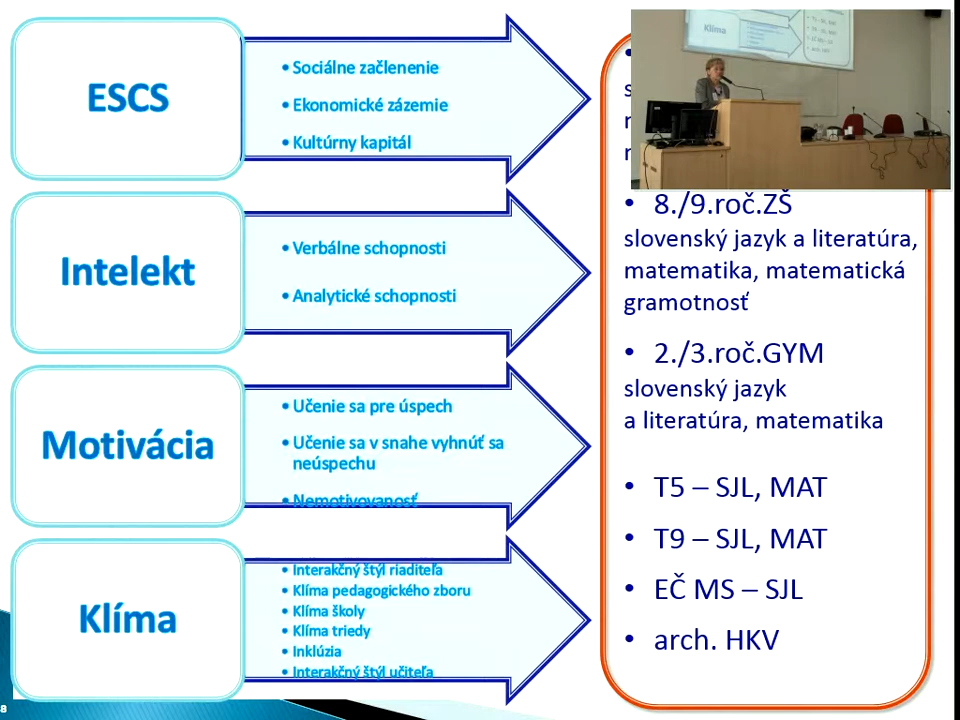 ESCS
• Sociálne začlenenie
• Ekonomické zázemie
• Kultúrny kapitál
Intelekt
• Verbálne schopnosti
• Analytické schopnosti
Motivácia
• Učenie sa pre úspech
• Učenie sa v snahe vyhnúť sa
neúspechu
• Nemotivovanosť
Klíma
• Interakčný štýl riaditeľa
• Klíma pedagogického zboru
• Klíma školy
• Klíma triedy
• Inklúzia
• Interakčný štýl učiteľa
• 8./9.roč.ZŠ
slovenský jazyk a literatúra,
matematika, matematická
gramotnosť
• 2./3.roč.GYM
slovenský jazyk
a literatúra, matematika
• T5 – SJL, MAT
• T9 – SJL, MAT
• EČ MS – SJL
• arch. HKV
Klíma
8